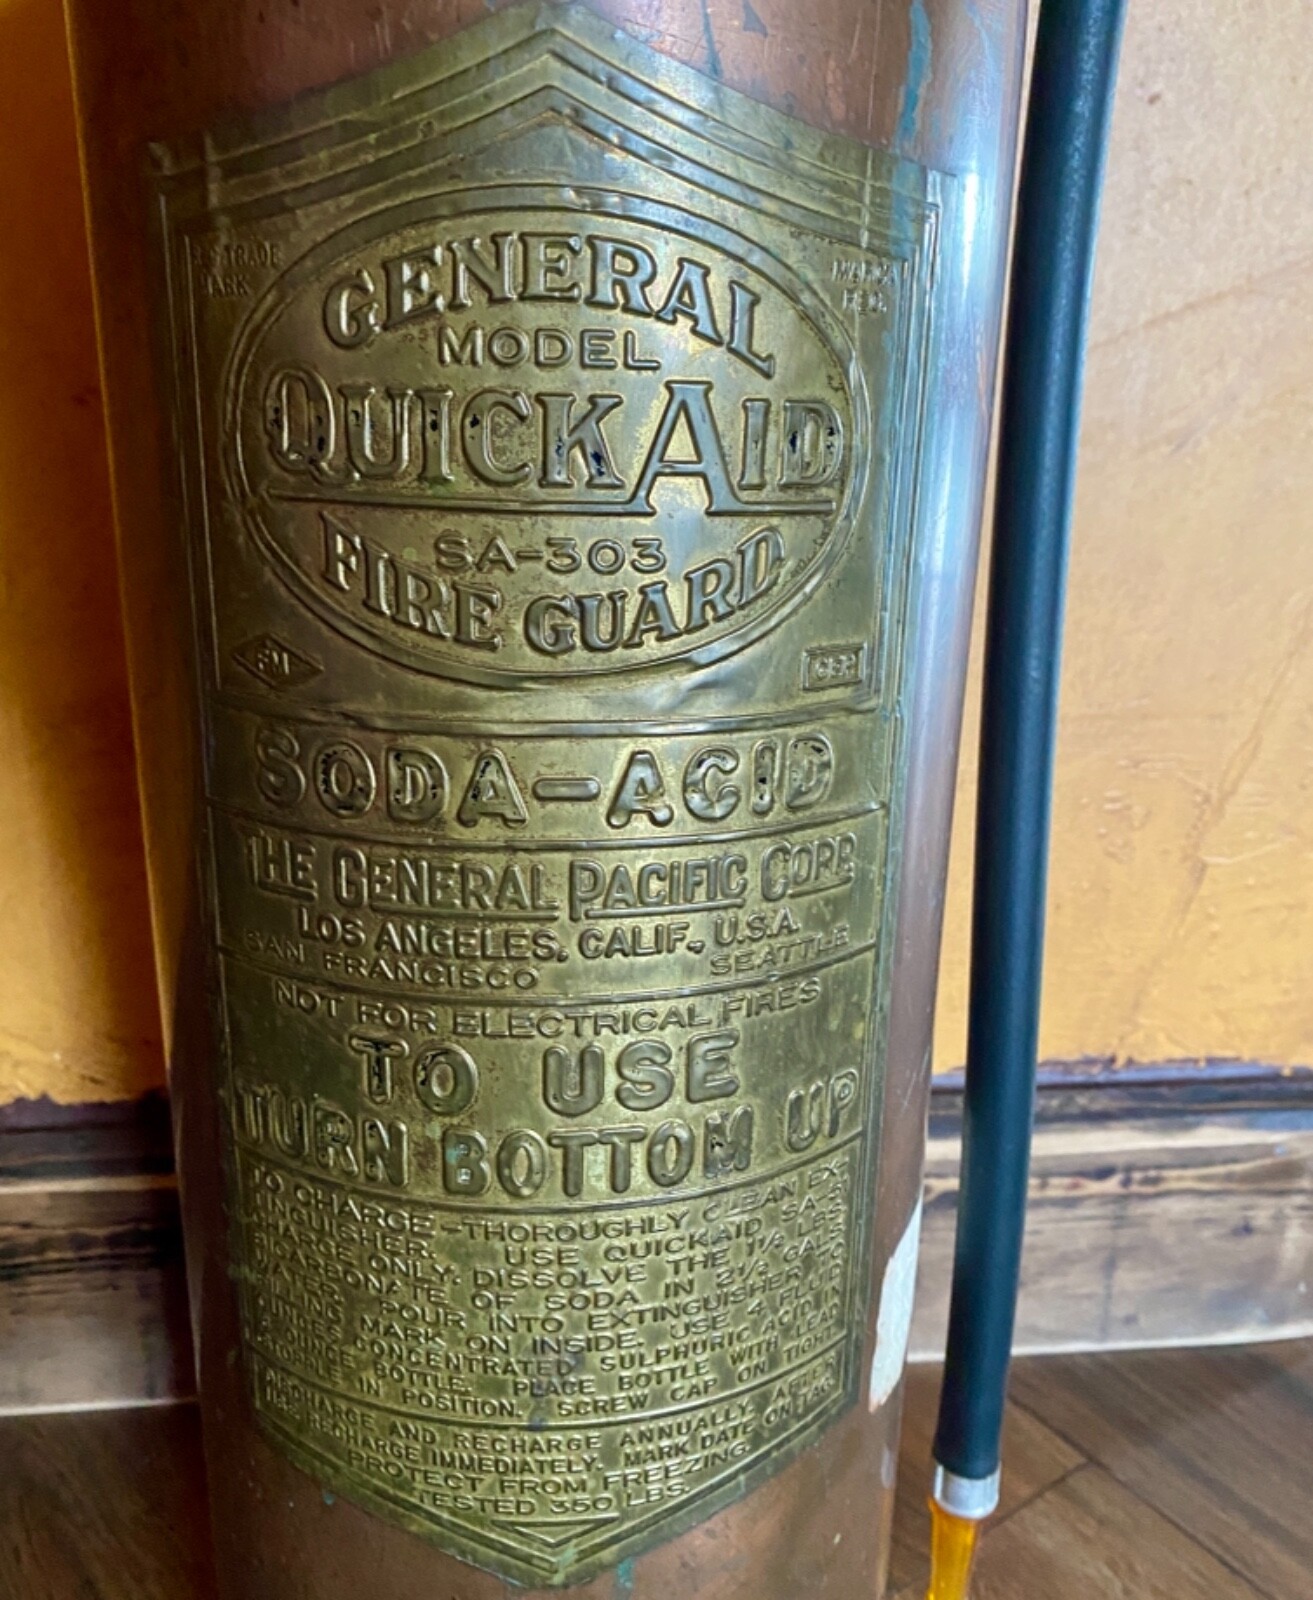 TRADE
MARK
GENERAL
MODEL
QUICKAID
SA-303
FIRE GUARD
FM
SODA-ACID
THE GENERAL PACIFIC CORP.
LOS ANGELES, CALIF., U.S.A.
SAN FRANCISCO SEATTLE
NOT FOR ELECTRICAL FIRES
TO USE
TURN BOTTOM UP
TO CHARGE-THOROUGHLY CLEAN EX-
TINGUISHER. USE QUICKAID SA-3
CHARGE ONLY. DISSOLVE THE 1½ LBS.
BICARBONATE OF SODA IN 2½ GALS.
WATER. POUR INTO EXTINGUISHER TO
FILLING MARK ON INSIDE. USE 4 FLUID
OUNCES CONCENTRATED SULPHURIC ACID IN
OUNCE BOTTLE. PLACE BOTTLE WITH LEAD
STOPPLE IN POSITION. SCREW CAP ON TIGHT.
DISCHARGE AND RECHARGE ANNUALLY. AFTER
USE RECHARGE IMMEDIATELY. MARK DATE ON TAG.
PROTECT FROM FREEZING.
TESTED 350 LBS.